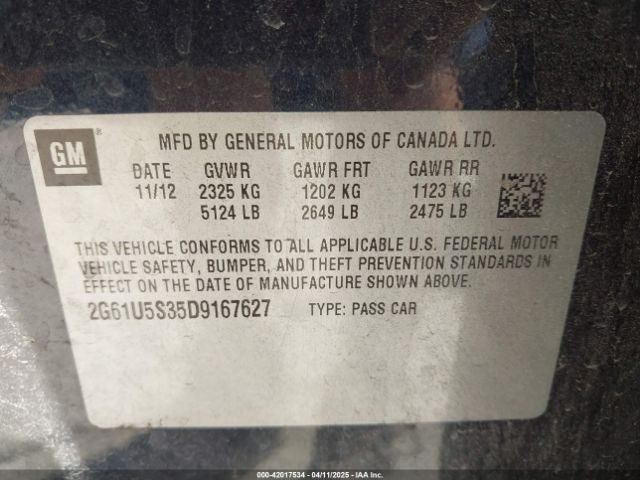 GM®
MFD BY GENERAL MOTORS OF CANADA LTD.
DATE GVWR GAWR FRT GAWR RR
11/12 2325 KG 1202 KG 1123 KG
5124 LB 2649 LB 2475 LB
THIS VEHICLE CONFORMS TO ALL APPLICABLE U.S. FEDERAL MOTOR
VEHICLE SAFETY, BUMPER, AND THEFT PREVENTION STANDARDS IN
EFFECT ON THE DATE OF MANUFACTURE SHOWN ABOVE.
2G61U5S35D9167627 TYPE: PASS CAR
000-42017534 - 04/11/2025 - IAA Inc.